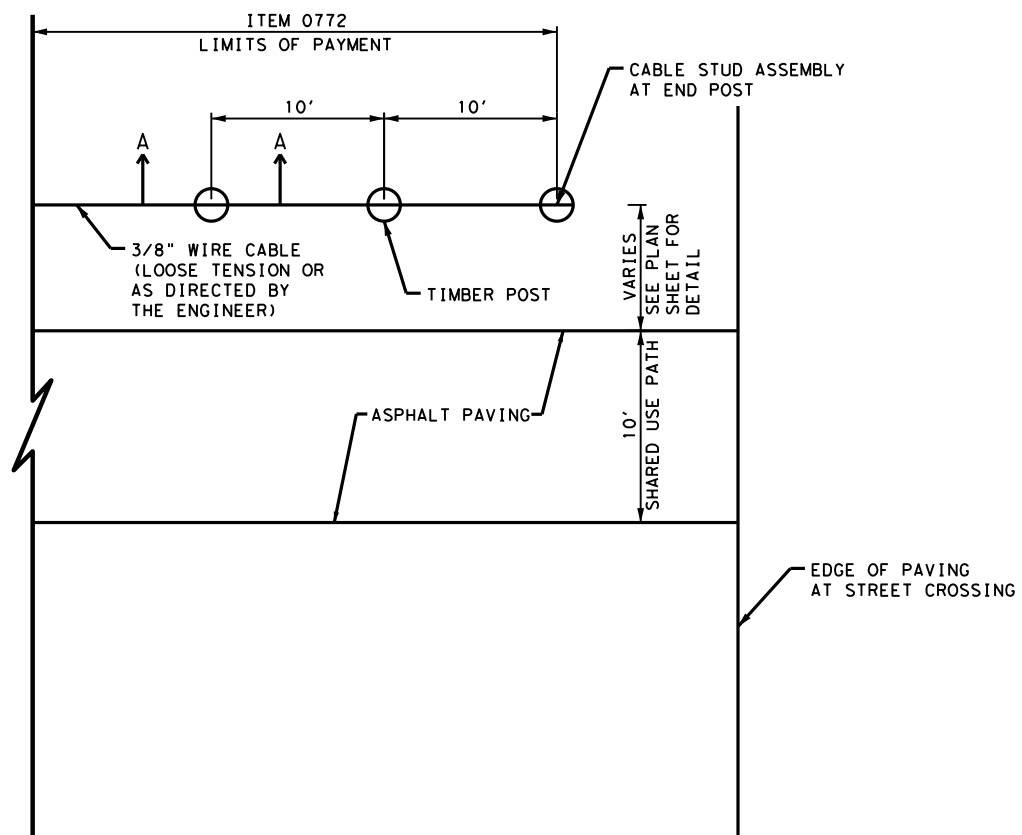 ITEM 0772
LIMITS OF PAYMENT
CABLE STUD ASSEMBLY
AT END POST
10'
10'
A
A
3/8" WIRE CABLE
(LOOSE TENSION OR
AS DIRECTED BY
THE ENGINEER)
TIMBER POST
VARIES
SEE PLAN
SHEET FOR
DETAIL
ASPHALT PAVING
10'
SHARED USE PATH
EDGE OF PAVING
AT STREET CROSSING